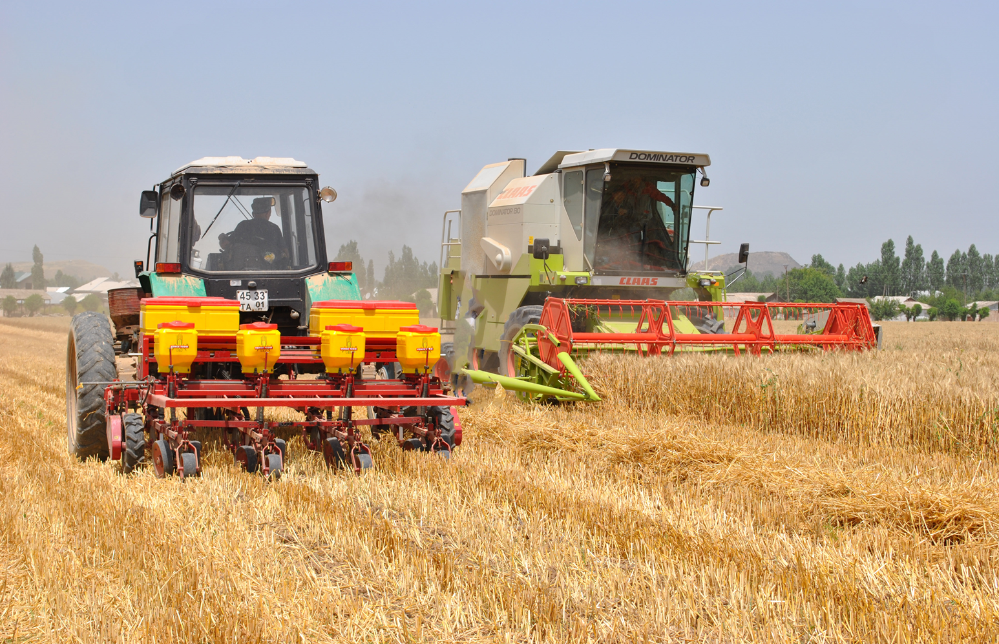 DOMINATOR
CLAAS
DOMINATOR 80
CLAAS
45 33
TA 01